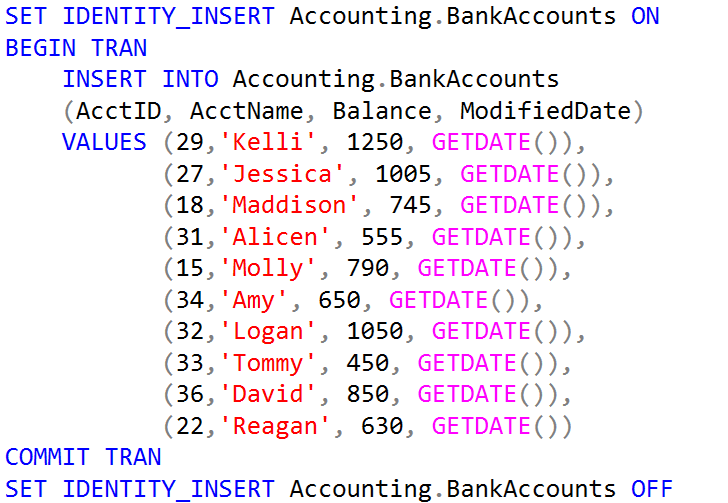 SET IDENTITY_INSERT Accounting.BankAccounts ON
BEGIN TRAN
INSERT INTO Accounting.BankAccounts
(AcctID, AcctName, Balance, ModifiedDate)
VALUES (29,'Kelli', 1250, GETDATE()),
(27,'Jessica', 1005, GETDATE()),
(18,'Maddison', 745, GETDATE()),
(31,'Alicen', 555, GETDATE()),
(15,'Molly', 790, GETDATE()),
(34,'Amy', 650, GETDATE()),
(32,'Logan', 1050, GETDATE()),
(33,'Tommy', 450, GETDATE()),
(36,'David', 850, GETDATE()),
(22,'Reagan', 630, GETDATE())
COMMIT TRAN
SET IDENTITY_INSERT Accounting.BankAccounts OFF